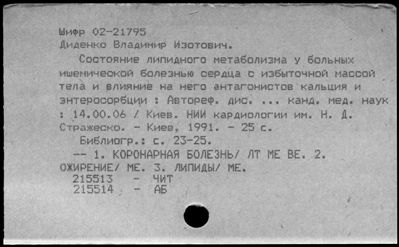 Шифр 02-21795
Диденко Владимир Изотович.
Состояние липидного метаболизма у больных
ишемической болезнью сердца с избыточной массой
тела и влияние на него антагонистов кальция и
энтеросорбции : Автореф. дис. ... канд. мед. наук
: 14.00.06 / Киев. НИИ кардиологии им. Н. Д.
Стражеско. - Киев, 1991. - 25 с.
Библиогр.: с. 23-25.
-- 1. КОРОНАРНАЯ БОЛЕЗНЬ/ ЛТ МЕ ВЕ. 2.
ОЖИРЕНИЕ/ МЕ. 3. ЛИПИДЫ/ МЕ.
215513 - ЧИТ
215514 - АБ